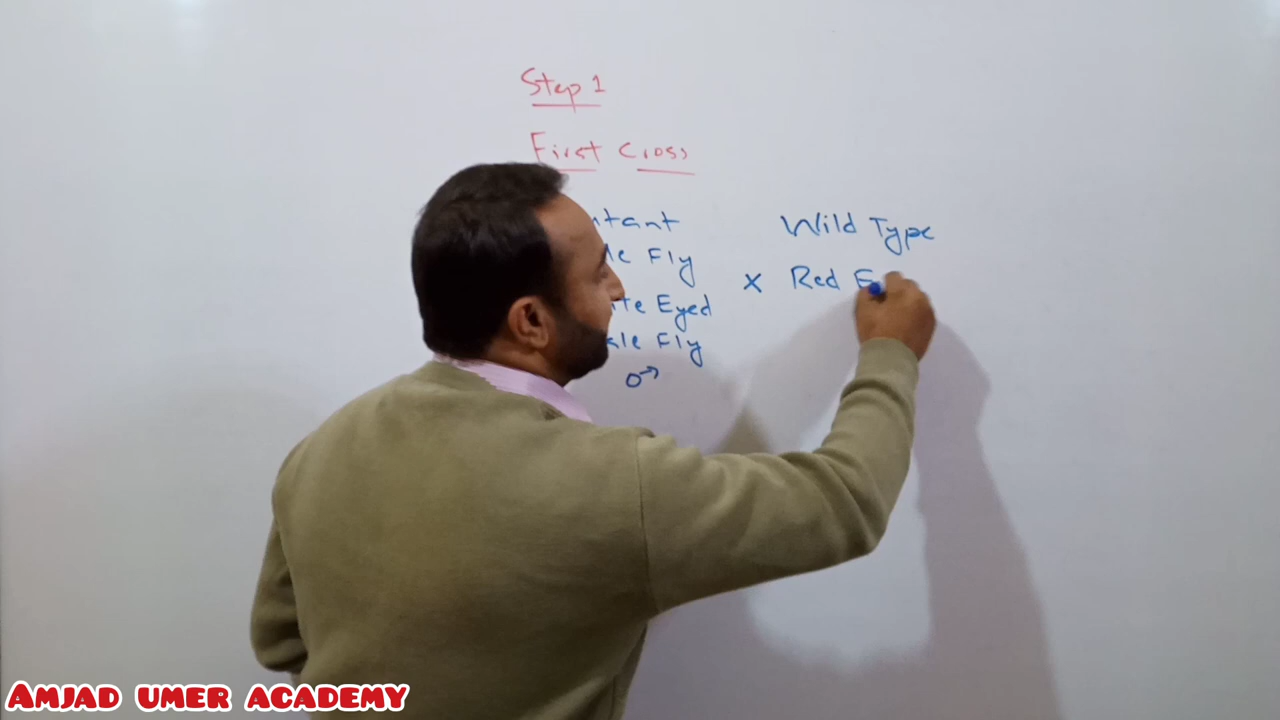 Step 1
First Cross
Wild Type
Fly
x Red
Eyed
Fly
AMJAD UMER ACADEMY